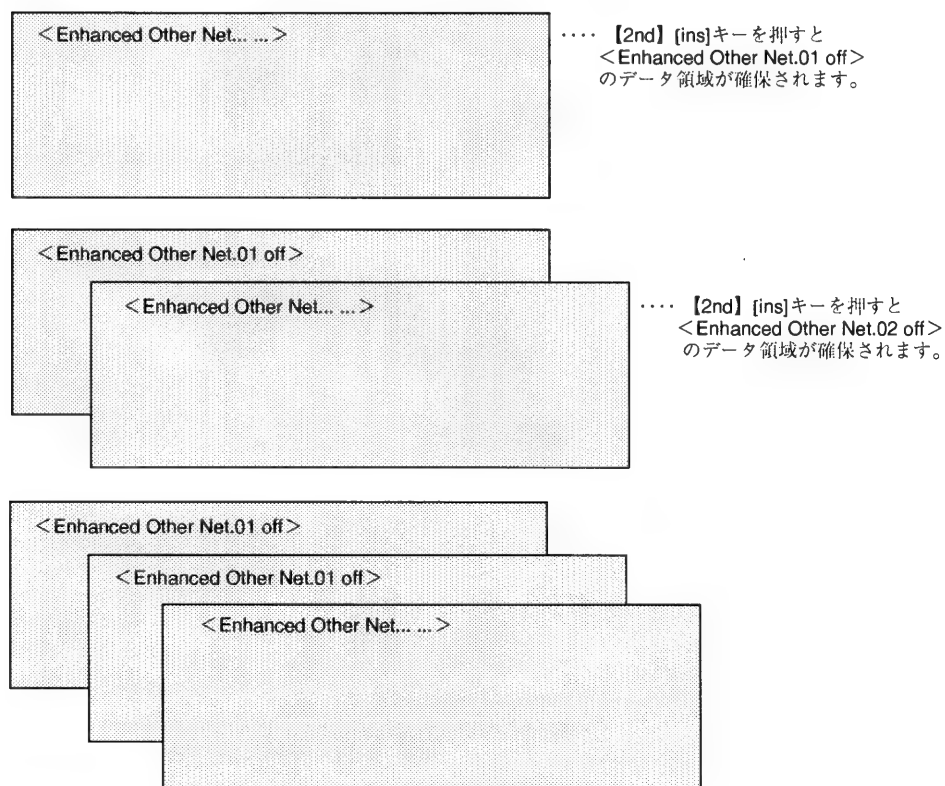 ＜Enhanced Other Net... ...＞
‥‥ 【2nd】[ins]キーを押すと
＜Enhanced Other Net.01 off＞
のデータ領域が確保されます。
＜Enhanced Other Net.01 off＞
＜Enhanced Other Net... ...＞
‥‥ 【2nd】[ins]キーを押すと
＜Enhanced Other Net.02 off＞
のデータ領域が確保されます。
＜Enhanced Other Net.01 off＞
＜Enhanced Other Net.01 off＞
＜Enhanced Other Net... ...＞